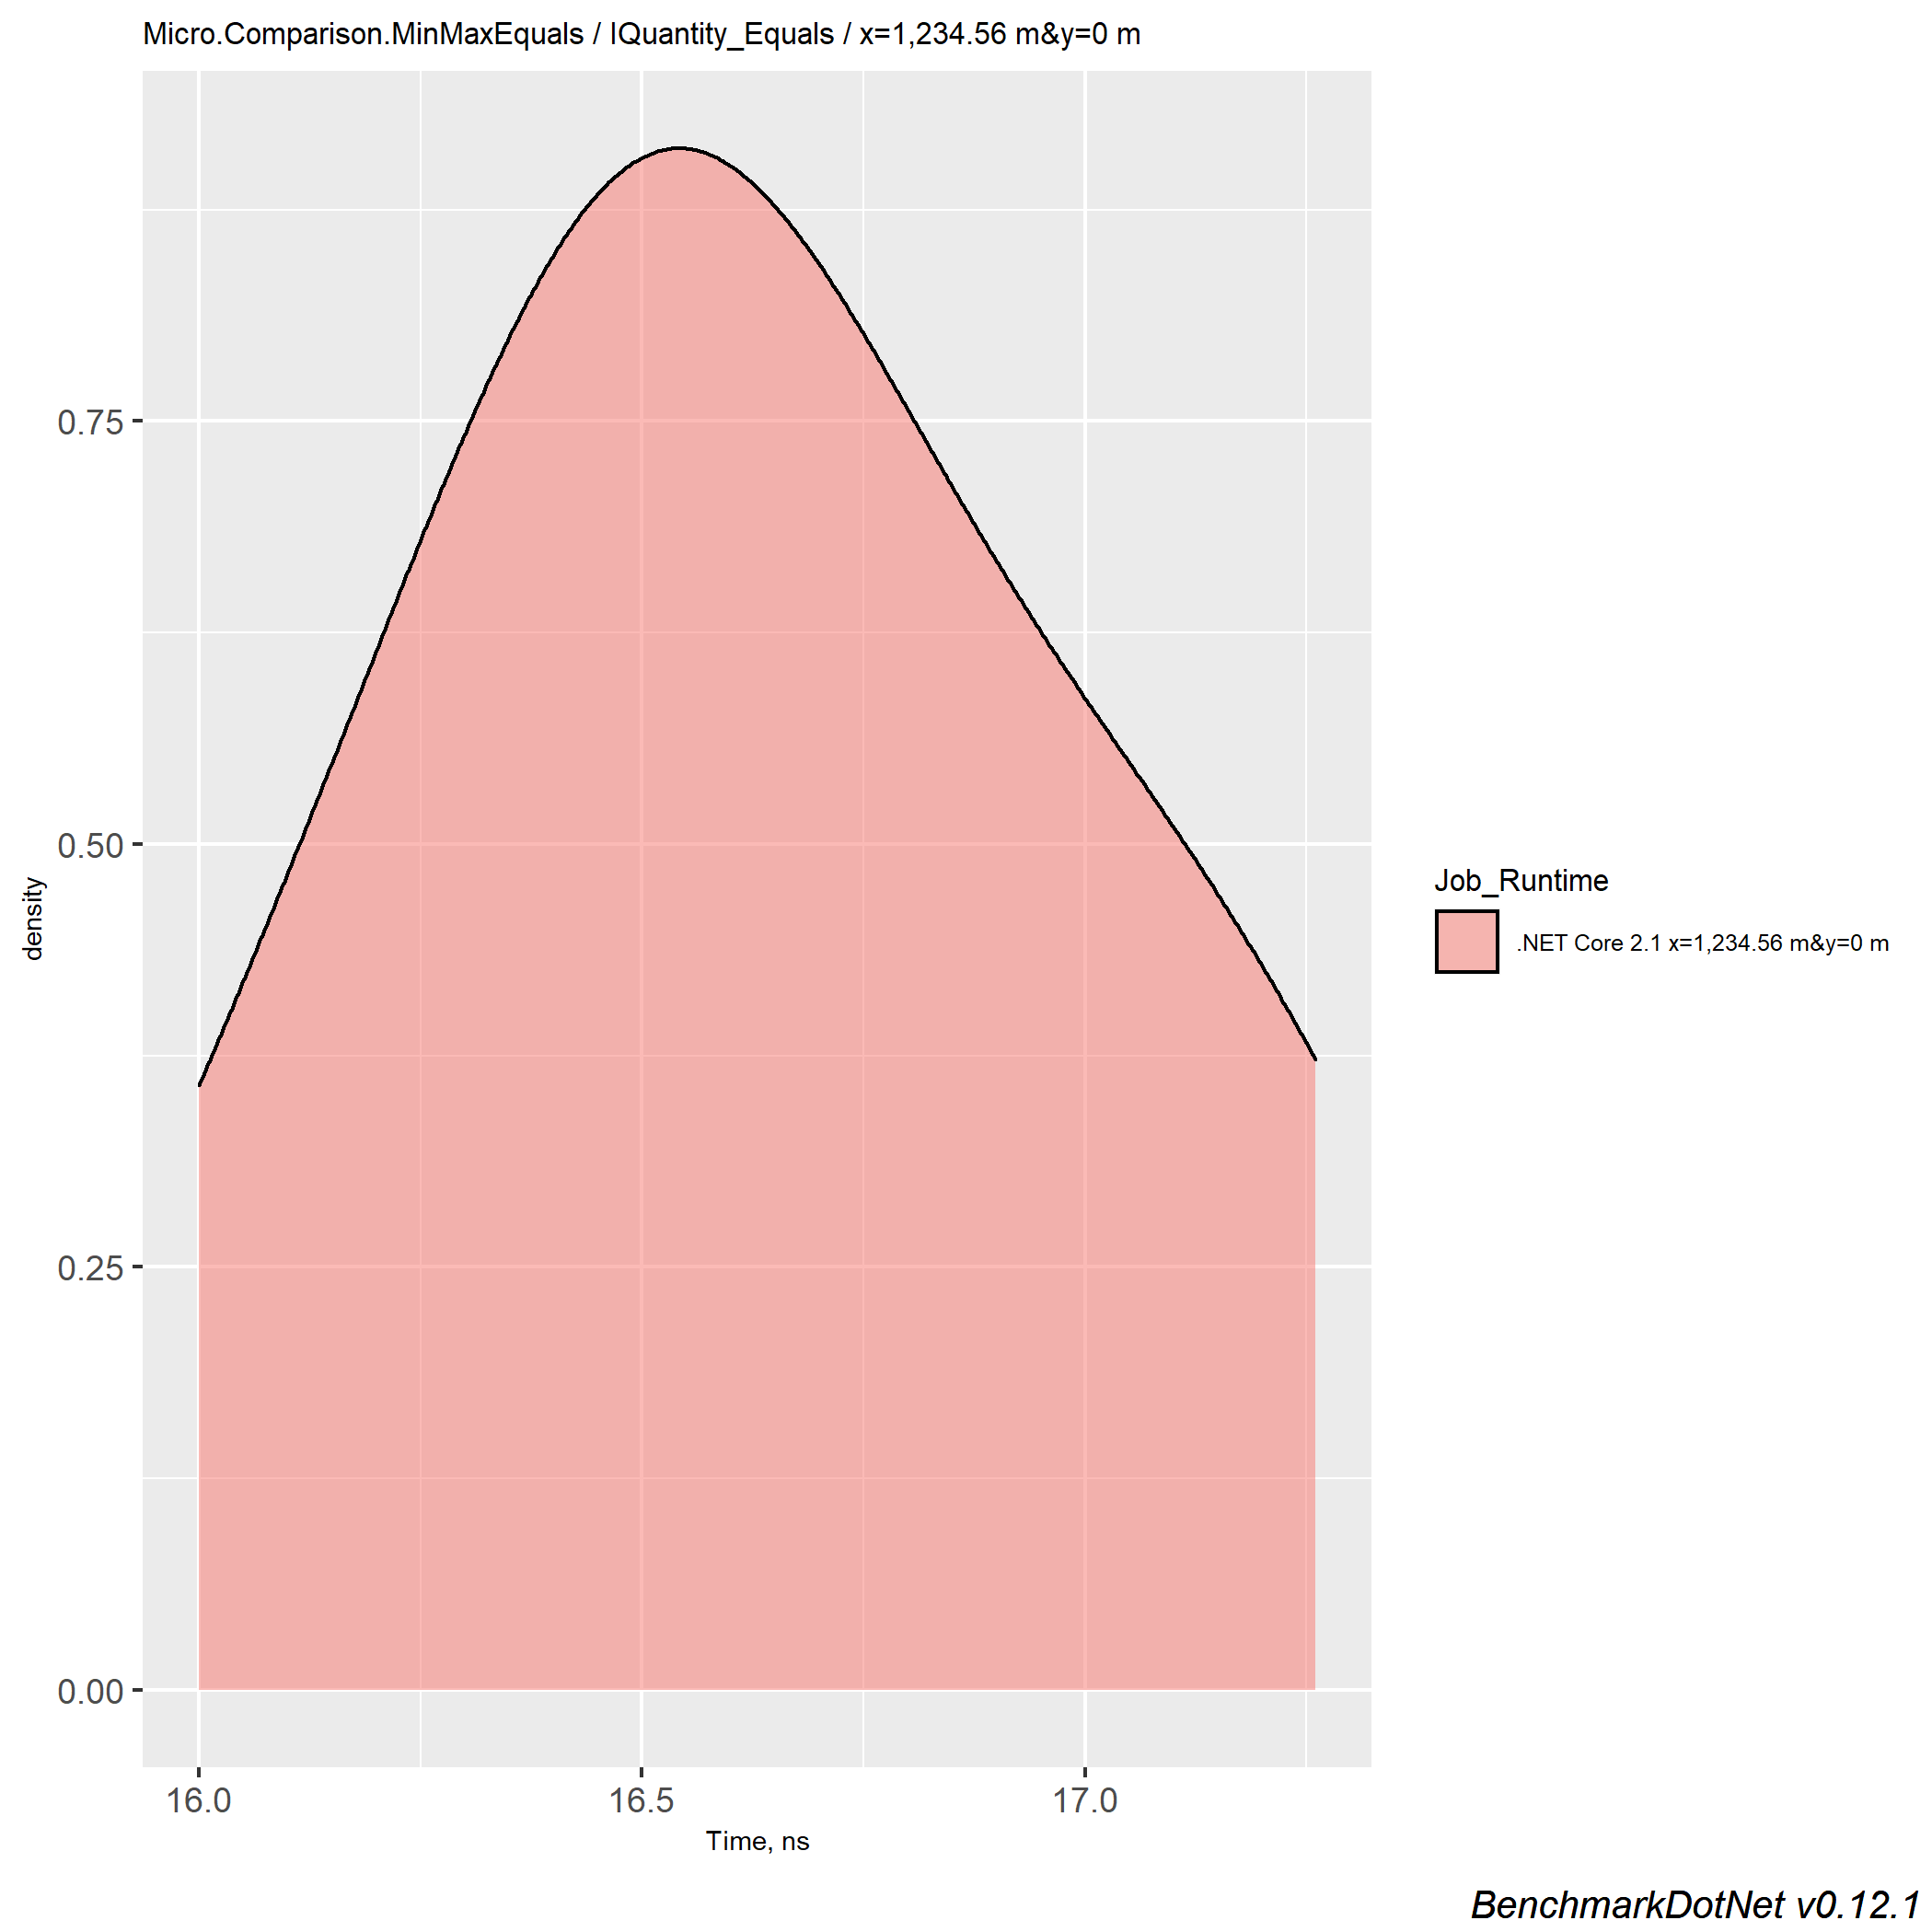 Micro.Comparison.MinMaxEquals / IQuantity_Equals / x=1,234.56 m&y=0 m
0.75
0.50
0.25
0.00
density
16.0 16.5 17.0
Time, ns
Job_Runtime
.NET Core 2.1 x=1,234.56 m&y=0 m
BenchmarkDotNet v0.12.1